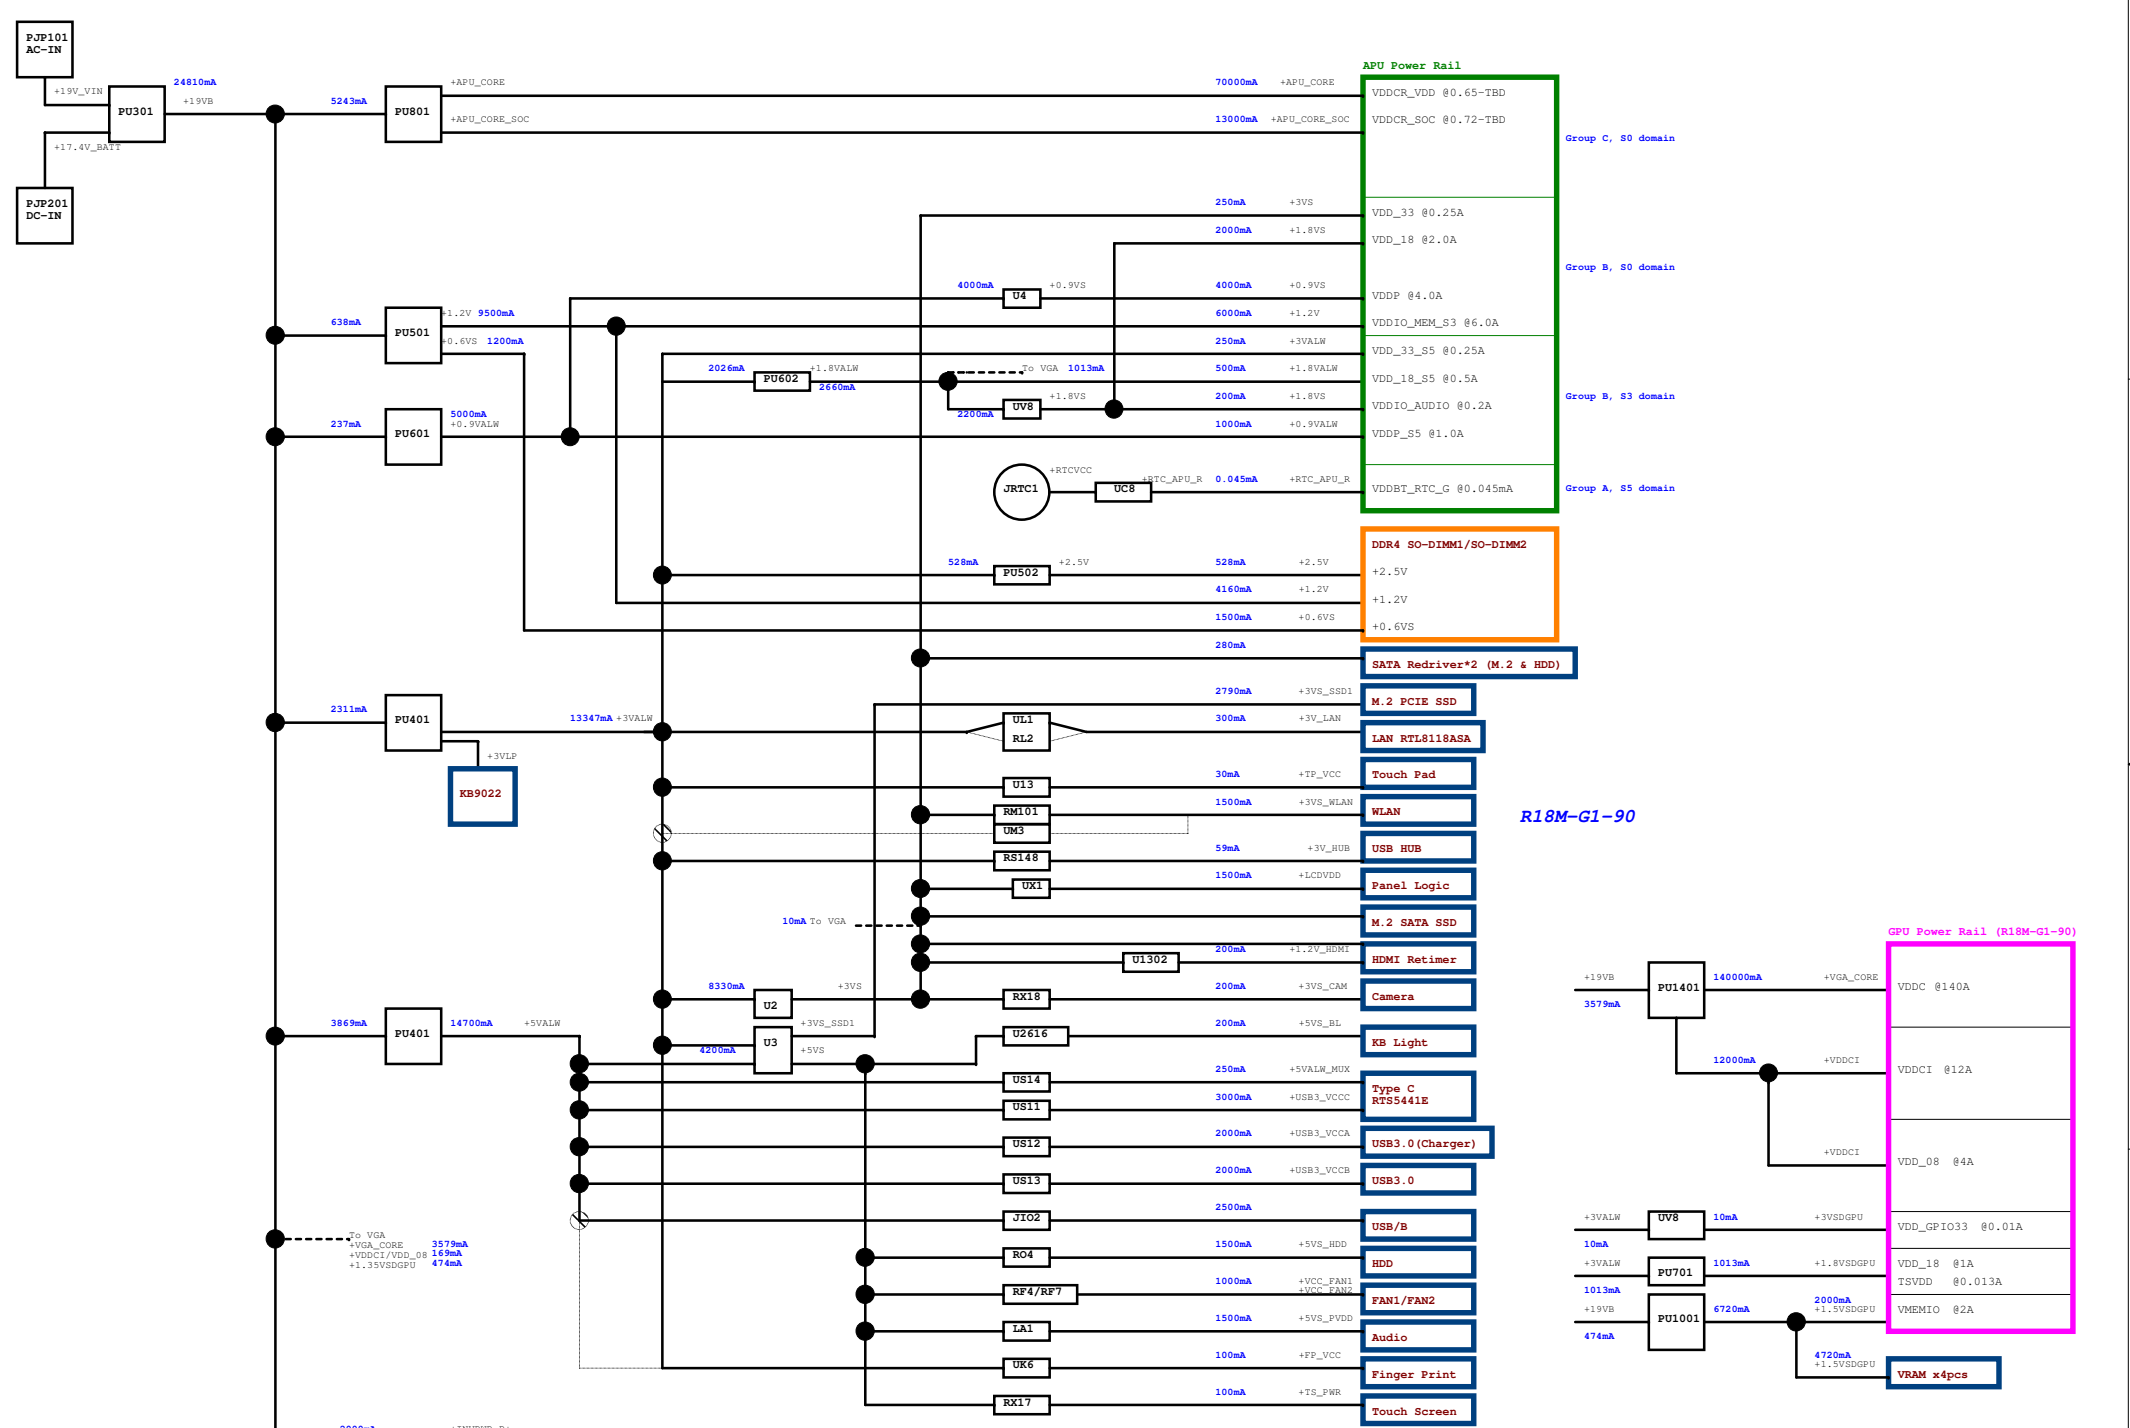 PJP101
AC-IN
+19V_VIN
PU301
24810mA
+19VB
+17.4V_BATT
PJP201
DC-IN
5243mA
PU801
+APU_CORE
+APU_CORE_SOC
70000mA
+APU_CORE
13000mA
+APU_CORE_SOC
APU Power Rail
VDDCR_VDD @0.65-TBD
VDDCR_SOC @0.72-TBD
Group C, S0 domain
250mA
+3VS
VDD_33 @0.25A
2000mA
+1.8VS
VDD_18 @2.0A
Group B, S0 domain
4000mA
U4
+0.9VS
4000mA
+0.9VS
VDDP @4.0A
638mA
PU501
+1.2V
9500mA
+0.6VS
1200mA
6000mA
+1.2V
VDDIO_MEM_S3 @6.0A
250mA
+3VALW
VDD_33_S5 @0.25A
2026mA
PU602
+1.8VALW
2660mA
To VGA
1013mA
500mA
+1.8VALW
VDD_18_S5 @0.5A
2200mA
UV8
+1.8VS
200mA
+1.8VS
VDDIO_AUDIO @0.2A
Group B, S3 domain
237mA
PU601
5000mA
+0.9VALW
1000mA
+0.9VALW
VDDP_S5 @1.0A
JRTC1
+RTCVCC
UC8
+RTC_APU_R
0.045mA
+RTC_APU_R
VDDBT_RTC_G @0.045mA
Group A, S5 domain
DDR4 SO-DIMM1/SO-DIMM2
528mA
PU502
+2.5V
528mA
+2.5V
+2.5V
4160mA
+1.2V
+1.2V
1500mA
+0.6VS
+0.6VS
280mA
SATA Redriver*2 (M.2 & HDD)
2790mA
+3VS_SSD1
M.2 PCIE SSD
2311mA
PU401
13347mA
+3VALW
+3VLP
KB9022
UL1
RL2
300mA
+3V_LAN
LAN RTL8118ASA
U13
30mA
+TP_VCC
Touch Pad
RM101
UM3
1500mA
+3VS_WLAN
WLAN
R18M-G1-90
RS148
59mA
+3V_HUB
USB HUB
UX1
1500mA
+LCDVDD
Panel Logic
10mA
To VGA
M.2 SATA SSD
U1302
200mA
+1.2V_HDMI
HDMI Retimer
8330mA
U2
+3VS
RX18
200mA
+3VS_CAM
Camera
3869mA
PU401
14700mA
+5VALW
4200mA
U3
+3VS_SSD1
+5VS
U2616
200mA
+5VS_BL
KB Light
US14
250mA
+5VALW_MUX
US11
3000mA
+USB3_VCCC
Type C
RTS5441E
US12
2000mA
+USB3_VCCA
USB3.0(Charger)
US13
2000mA
+USB3_VCCB
USB3.0
JIO2
2500mA
USB/B
To VGA
+VGA_CORE
3579mA
+VDDCI/VDD_08
169mA
+1.35VSDGPU
474mA
RO4
1500mA
+5VS_HDD
HDD
RF4/RF7
1000mA
+VCC_FAN1
+VCC_FAN2
FAN1/FAN2
LA1
1500mA
+5VS_PVDD
Audio
UK6
100mA
+FP_VCC
Finger Print
RX17
100mA
+TS_PWR
Touch Screen
GPU Power Rail (R18M-G1-90)
+19VB
3579mA
PU1401
140000mA
+VGA_CORE
VDDC @140A
12000mA
+VDDCI
VDDCI @12A
+VDDCI
VDD_08 @4A
+3VALW
10mA
UV8
10mA
+3VSDGPU
VDD_GPIO33 @0.01A
+3VALW
1013mA
PU701
1013mA
+1.8VSDGPU
VDD_18 @1A
TSVDD @0.013A
+19VB
474mA
PU1001
6720mA
2000mA
+1.5VSDGPU
VMEMIO @2A
4720mA
+1.5VSDGPU
VRAM x4pcs